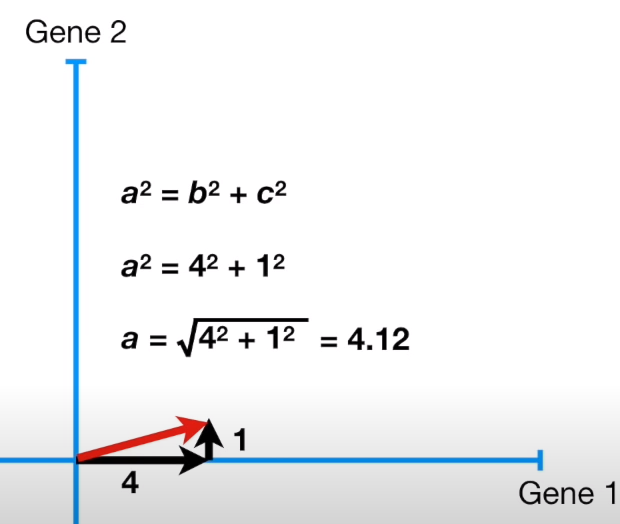 Gene 2
a² = b² + c²
a² = 4² + 1²
a = √4² + 1² = 4.12
1
4
Gene 1